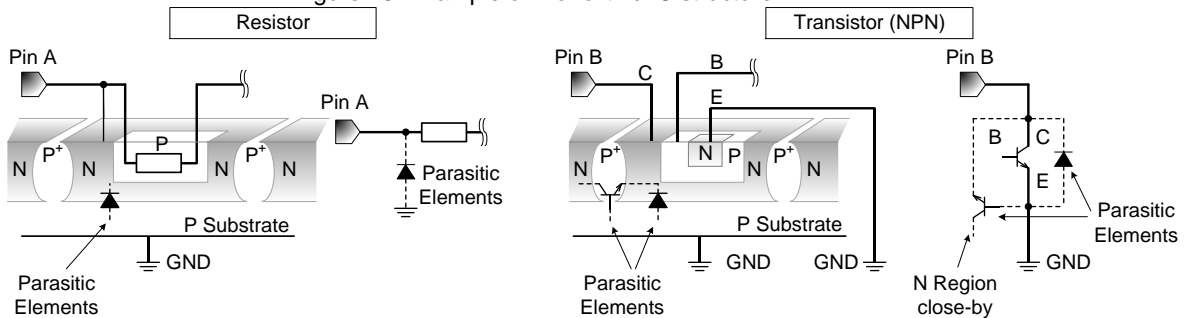 Resistor
Transistor (NPN)
Pin A
N
P+
N
P
N
P+
N
P Substrate
GND
Parasitic
Elements
Pin A
Parasitic
Elements
Pin B
C
B
E
N
P+
N
N
P
N
P+
N
P Substrate
GND
GND
Parasitic
Elements
Pin B
B
C
E
Parasitic
Elements
GND
N Region
close-by